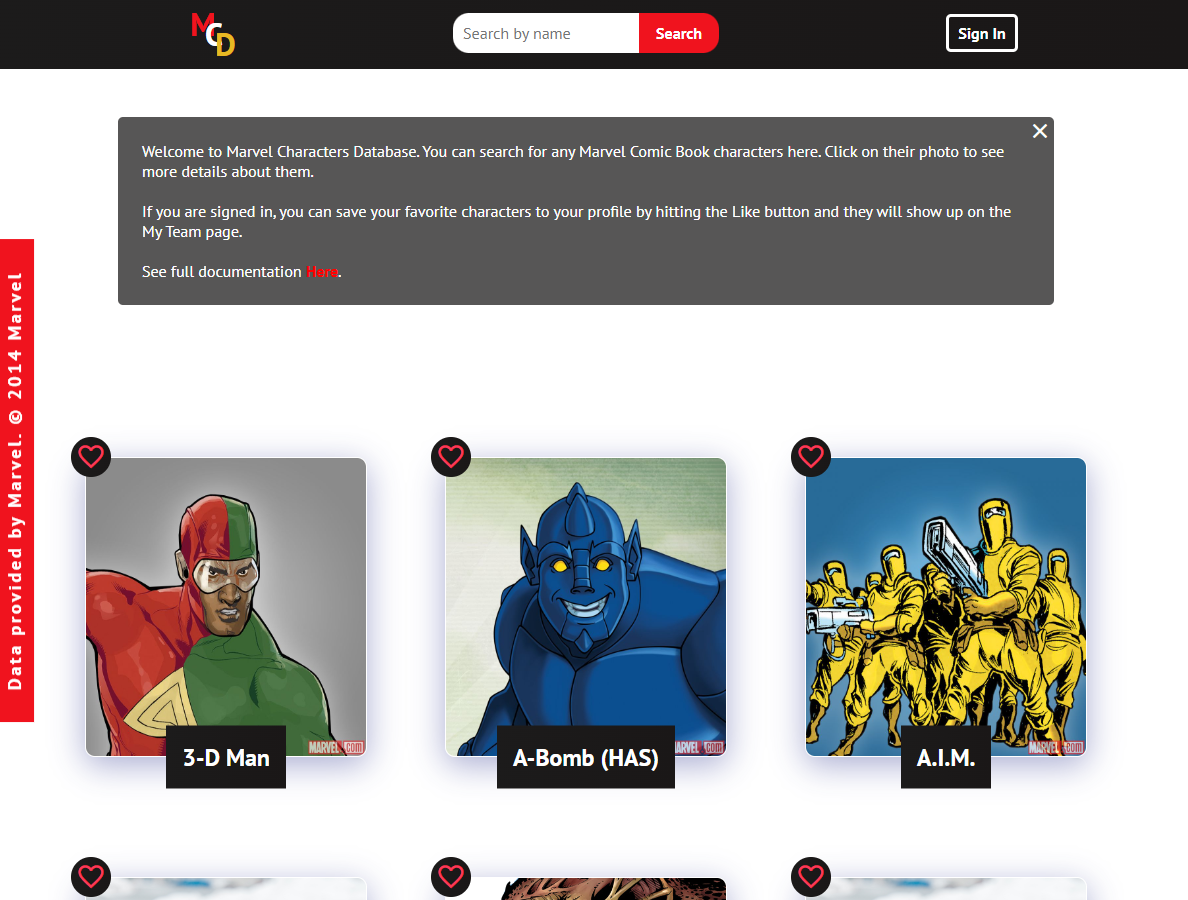 MCD
Search by name
Search
Sign In
Welcome to Marvel Characters Database. You can search for any Marvel Comic Book characters here. Click on their photo to see
more details about them.
If you are signed in, you can save your favorite characters to your profile by hitting the Like button and they will show up on the
My Team page.
See full documentation Here.
Data provided by Marvel. © 2014 Marvel
MARVEL.com
3-D Man
MARVEL.com
A-Bomb (HAS)
MARVEL.com
A.I.M.